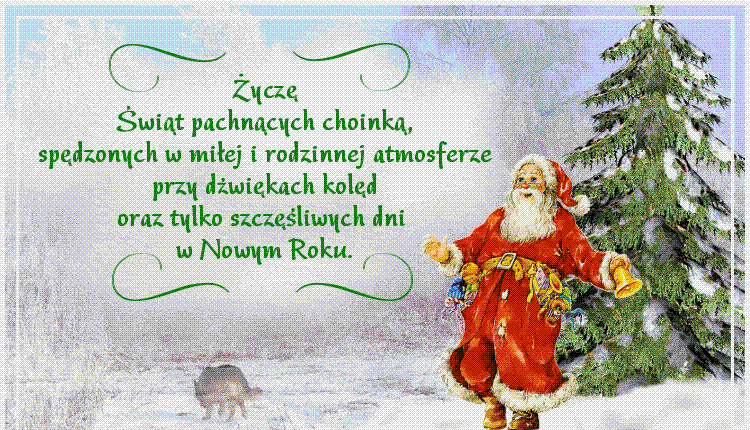 Życzę
Świąt pachnących choinką,
spędzonych w miłej i rodzinnej atmosferze
przy dźwiękach kolęd
oraz tylko szczęśliwych dni
w Nowym Roku.